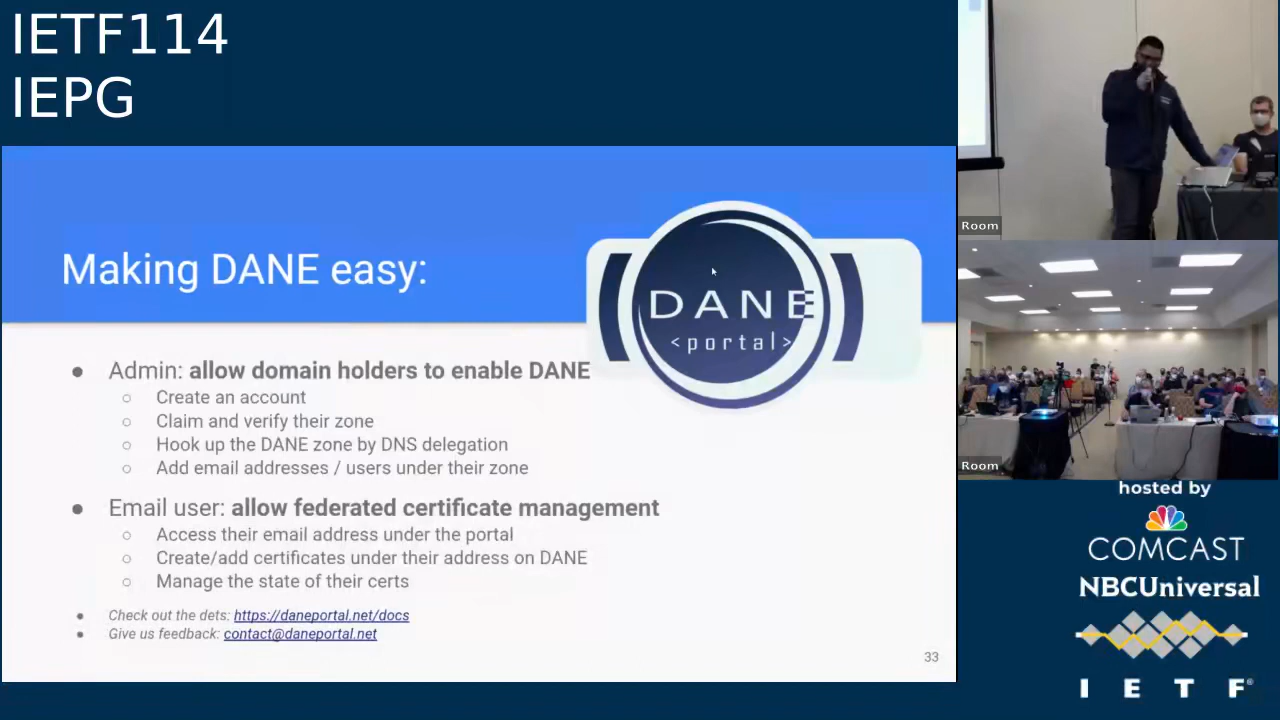 IETF114
IEPG
Making DANE easy:
DANE
<portal>
Admin: allow domain holders to enable DANE
Create an account
Claim and verify their zone
Hook up the DANE zone by DNS delegation
Add email addresses / users under their zone
Email user: allow federated certificate management
Access their email address under the portal
Create/add certificates under their address on DANE
Manage the state of their certs
Check out the dets: https://daneportal.net/docs
Give us feedback: contact@daneportal.net
33
Room
Room
hosted by
COMCAST
NBCUniversal
I E T F®